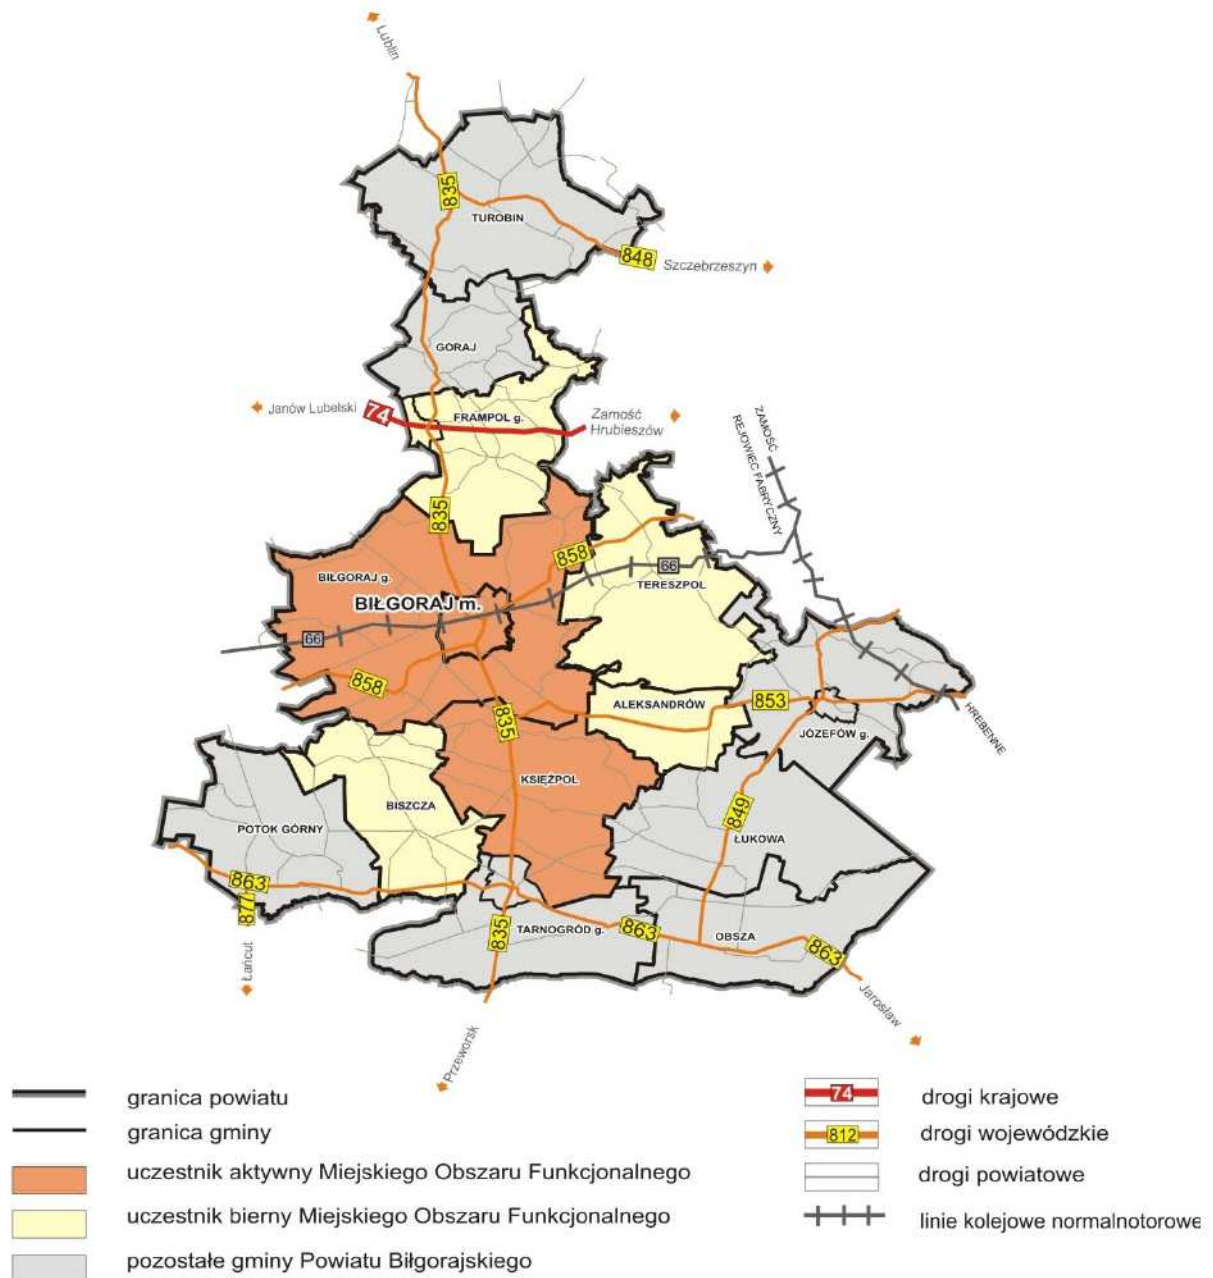 Lublin
835
TUROBIN
848
Szczebrzeszyn
GORAJ
Janów Lubelski
74
FRAMPOL g.
Zamość
Hrubieszów
ZAMOŚĆ
REJOWIEC FABRYCZNY
835
858
66
TERESZPOL
BIŁGORAJ g.
BIŁGORAJ m.
66
858
835
ALEKSANDRÓW
853
JÓZEFÓW g.
HREBENNE
KSIĘŻPOL
BISZCZA
POTOK GÓRNY
849
ŁUKOWA
863
877
Łańcut
835
TARNOGRÓD g.
863
OBSZA
863
Jarosław
Przeworsk
granica powiatu
granica gminy
uczestnik aktywny Miejskiego Obszaru Funkcjonalnego
uczestnik bierny Miejskiego Obszaru Funkcjonalnego
pozostałe gminy Powiatu Biłgorajskiego
74 drogi krajowe
812 drogi wojewódzkie
drogi powiatowe
linie kolejowe normalnotorowe